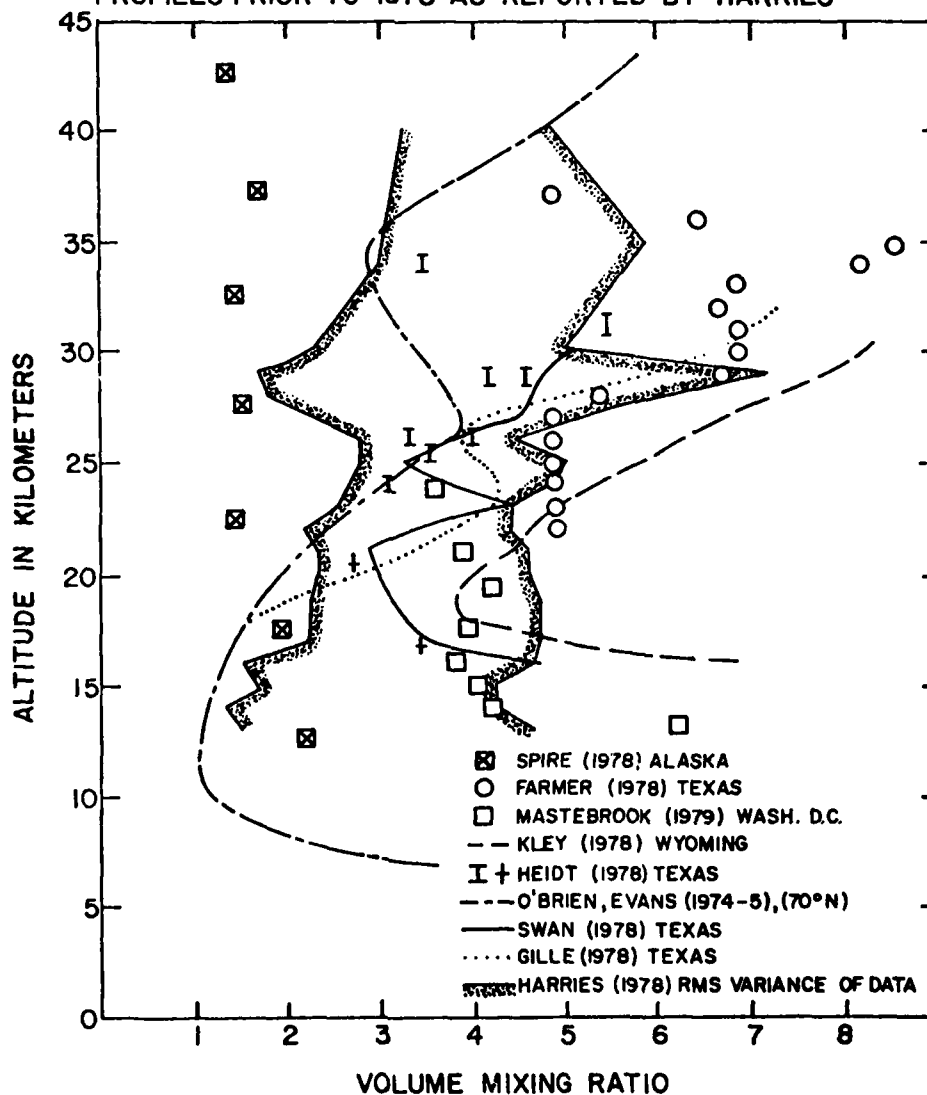 PROFILES PRIOR TO 1978 AS REPORTED BY HARRIES
45
40
35
30
25
20
15
10
5
0
ALTITUDE IN KILOMETERS
SPIRE (1978) ALASKA
FARMER (1978) TEXAS
MASTEBROOK (1979) WASH. D.C.
KLEY (1978) WYOMING
HEIDT (1978) TEXAS
O'BRIEN, EVANS (1974-5), (70°N)
SWAN (1978) TEXAS
GILLE (1978) TEXAS
HARRIES (1978) RMS VARIANCE OF DATA
1 2 3 4 5 6 7 8
VOLUME MIXING RATIO